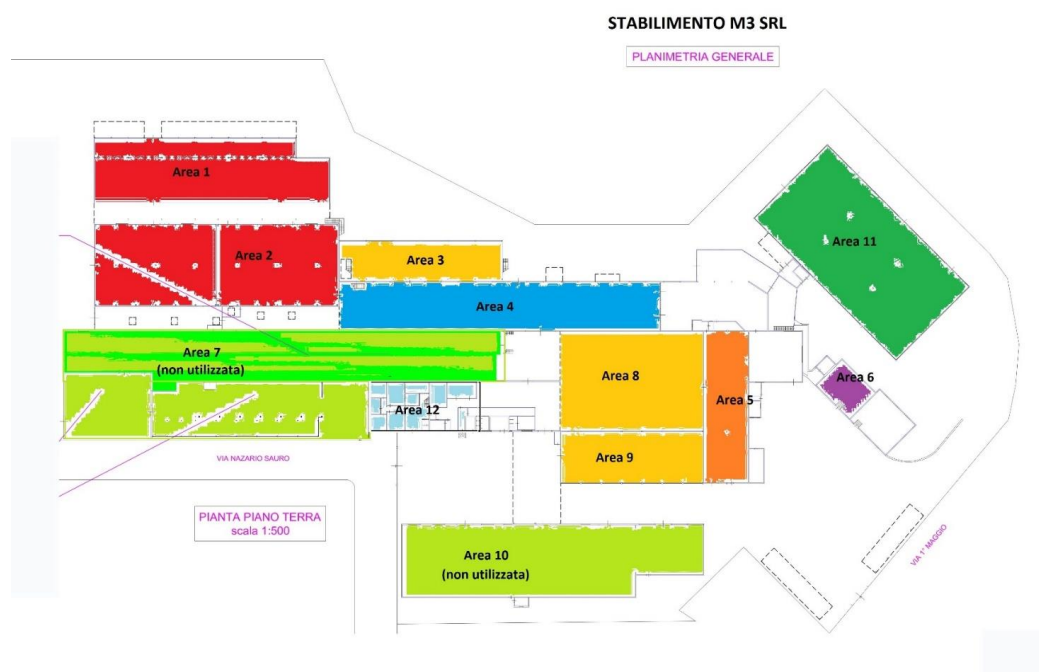 STABILIMENTO M3 SRL
PLANIMETRIA GENERALE
Area 1
Area 2
Area 3
Area 4
Area 11
Area 7
(non utilizzata)
Area 8
Area 5
Area 6
Area 12
Area 9
VIA NAZARIO SAURO
PIANTA PIANO TERRA
scala 1:500
Area 10
(non utilizzata)
VIA 1° MAGGIO